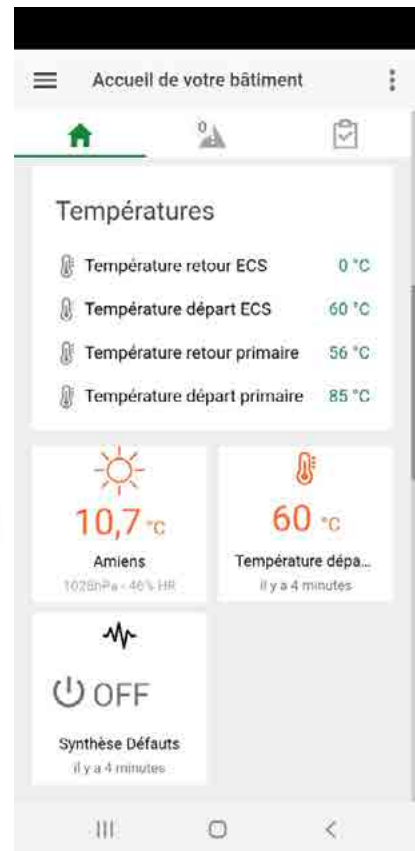 Accueil de votre bâtiment
0
Températures
Température retour ECS 0 °C
Température départ ECS 60 °C
Température retour primaire 56 °C
Température départ primaire 85 °C
10,7 °C
Amiens
1028hPa - 46% HR
60 °C
Température dépa...
il y a 4 minutes
OFF
Synthèse Défauts
il y a 4 minutes